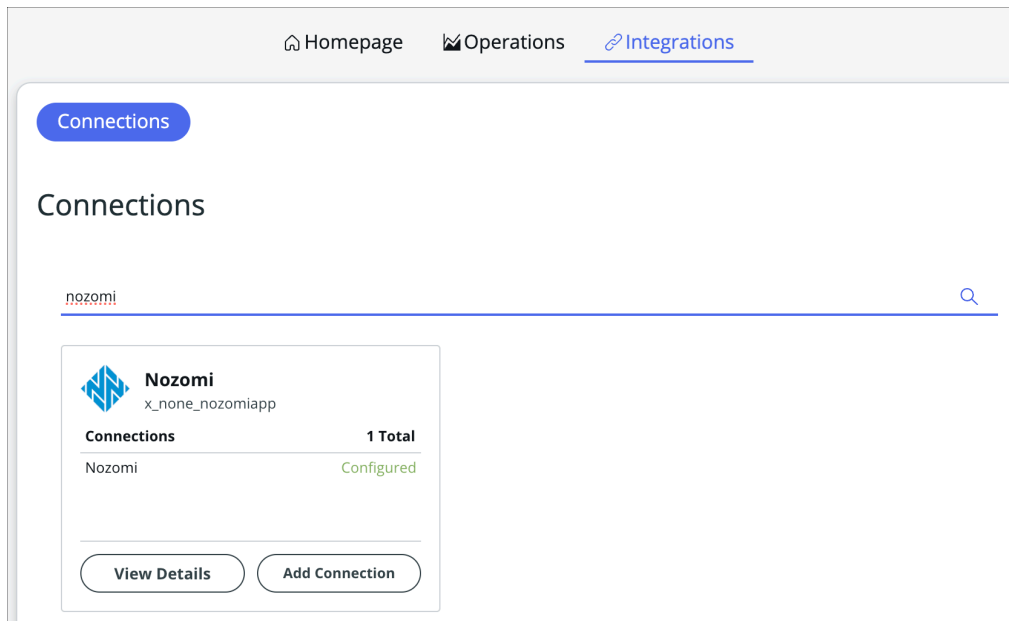 Homepage Operations Integrations
Connections
Connections
nozomi
Nozomi
x_none_nozomiapp
Connections 1 Total
Nozomi Configured
View Details Add Connection